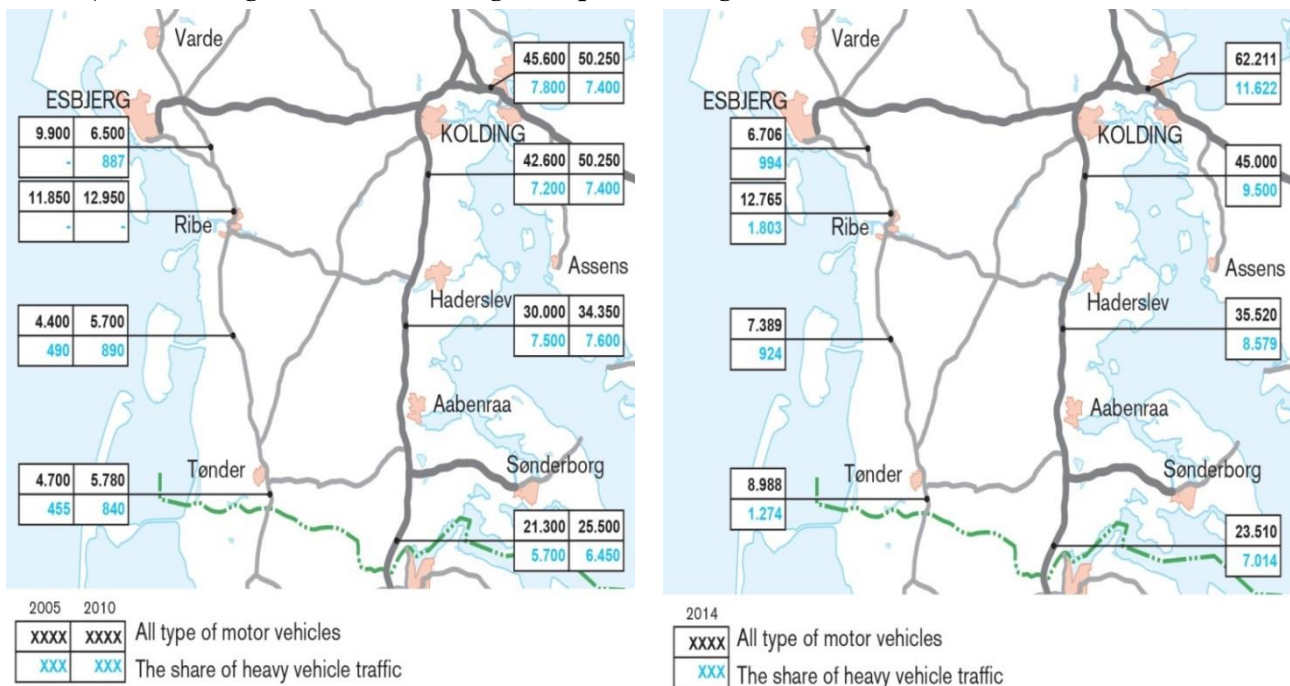 Varde
45.600 50.250
7.800 7.400
ESBJERG
9.900 6.500
- 887
KOLDING
42.600 50.250
7.200 7.400
11.850 12.950
- -
Ribe
Assens
Haderslev
30.000 34.350
7.500 7.600
4.400 5.700
490 890
Aabenraa
Tønder
Sønderborg
4.700 5.780
455 840
21.300 25.500
5.700 6.450
2005 2010
XXXX XXXX All type of motor vehicles
XXX XXX The share of heavy vehicle traffic
Varde
62.211
11.622
ESBJERG
6.706
994
KOLDING
45.000
9.500
12.765
1.803
Ribe
Assens
Haderslev
35.520
8.579
7.389
924
Aabenraa
Tønder
Sønderborg
8.988
1.274
23.510
7.014
2014
XXXX All type of motor vehicles
XXX The share of heavy vehicle traffic